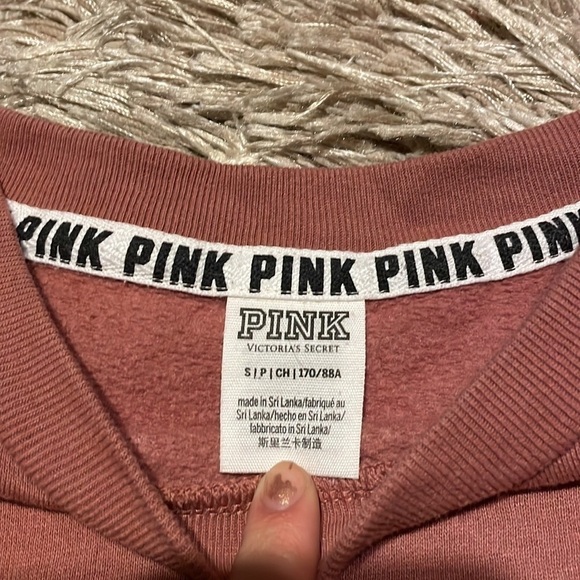 PINK PINK PINK PINK PINK
PINK
VICTORIA'S SECRET
S | P | CH | 170/88A
made in Sri Lanka/fabriqué au
Sri Lanka/hecho en Sri Lanka/
fabbricato in Sri Lanka/
斯里兰卡制造